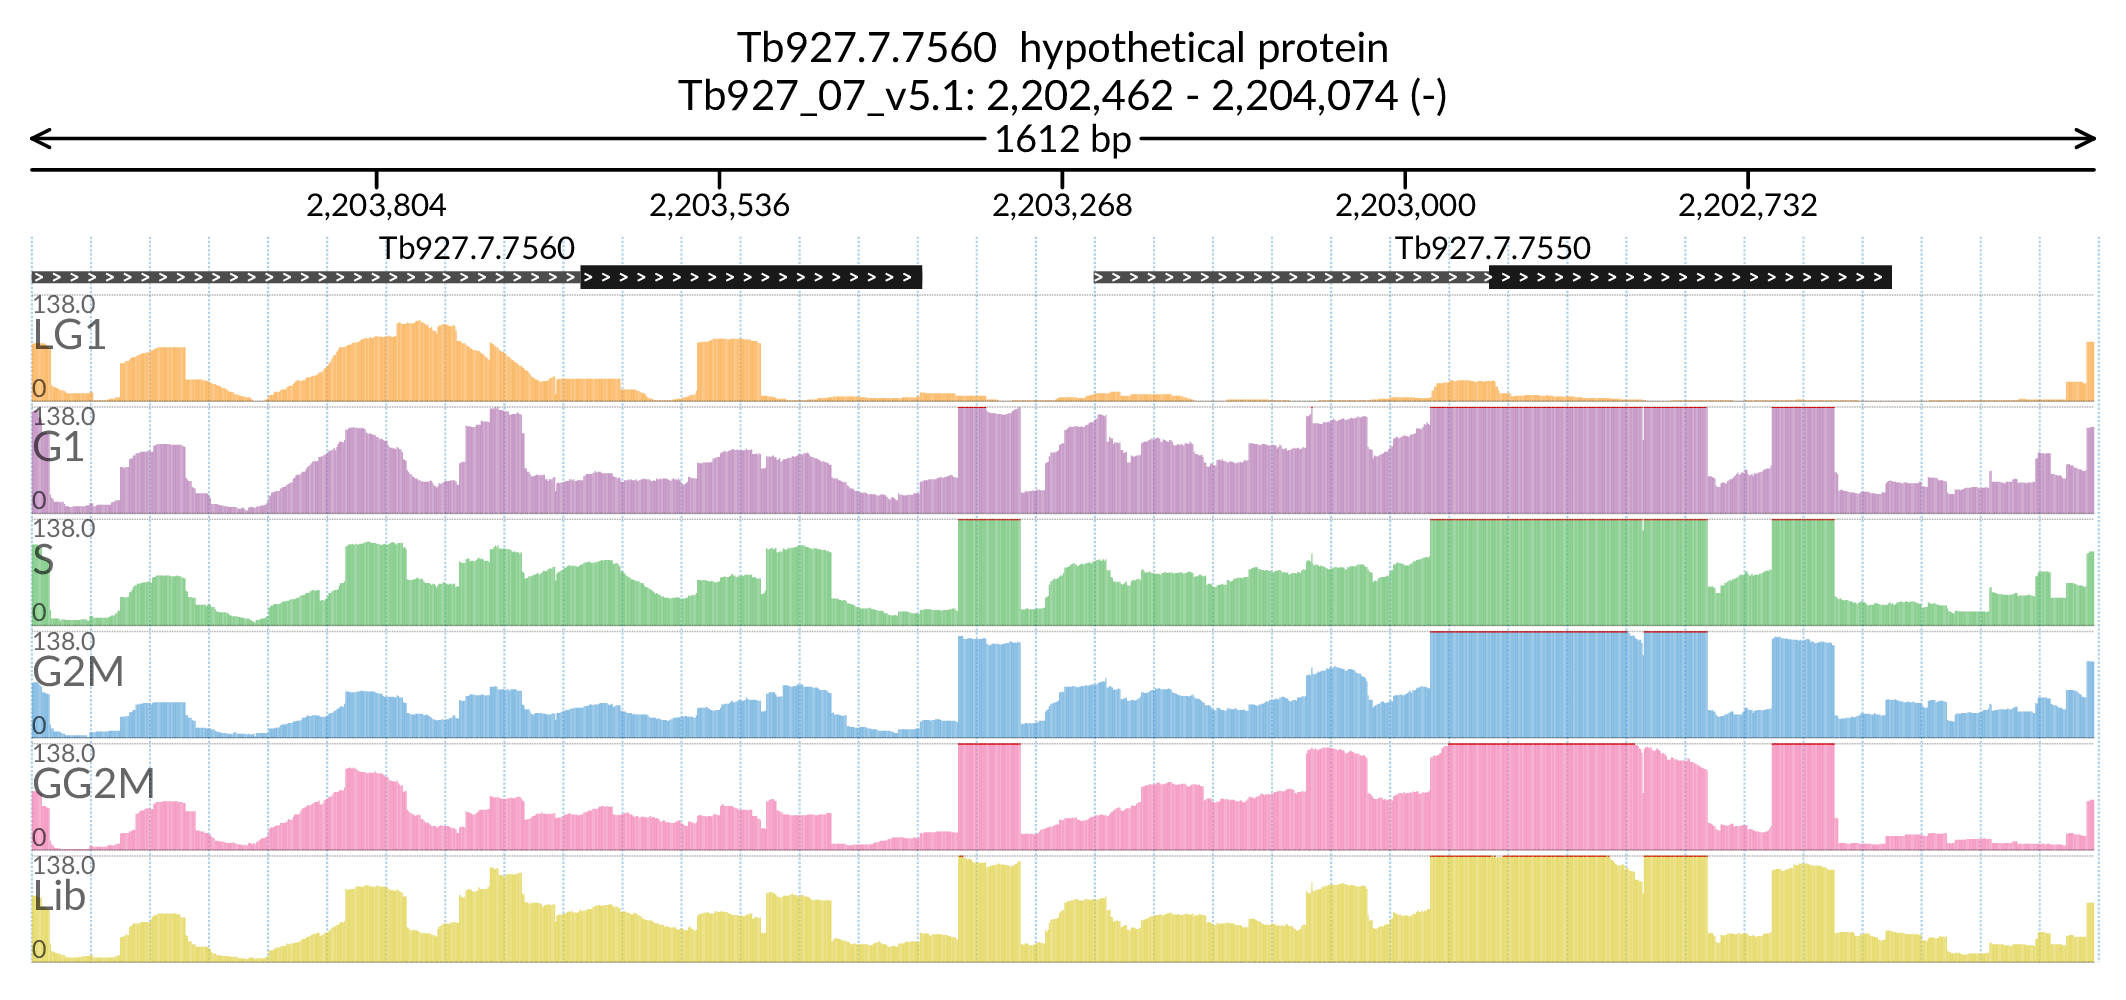 Tb927.7.7560 hypothetical protein
Tb927_07_v5.1: 2,202,462 - 2,204,074 (-)
1612 bp
2,203,804 2,203,536 2,203,268 2,203,000 2,202,732
Tb927.7.7560 Tb927.7.7550
138.0
LG1
0
138.0
G1
0
138.0
S
0
138.0
G2M
0
138.0
GG2M
0
138.0
Lib
0